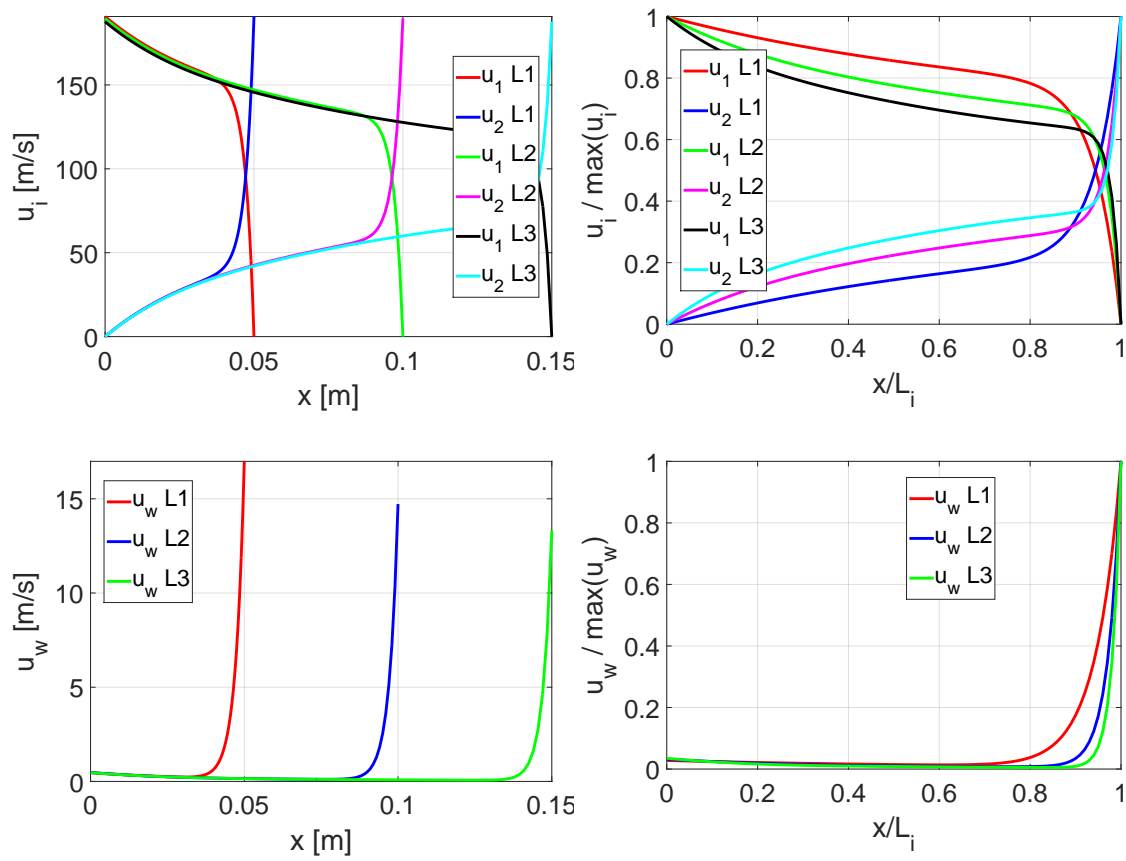 u_i [m/s]
150
100
50
0
0
0.05
0.1
0.15
x [m]
u_1 L1
u_2 L1
u_1 L2
u_2 L2
u_1 L3
u_2 L3
u_i / max(u_i)
1
0.8
0.6
0.4
0.2
0
0
0.2
0.4
0.6
0.8
1
x/L_i
u_1 L1
u_2 L1
u_1 L2
u_2 L2
u_1 L3
u_2 L3
u_w [m/s]
15
10
5
0
0
0.05
0.1
0.15
x [m]
u_w L1
u_w L2
u_w L3
u_w / max(u_w)
1
0.8
0.6
0.4
0.2
0
0
0.2
0.4
0.6
0.8
1
x/L_i
u_w L1
u_w L2
u_w L3